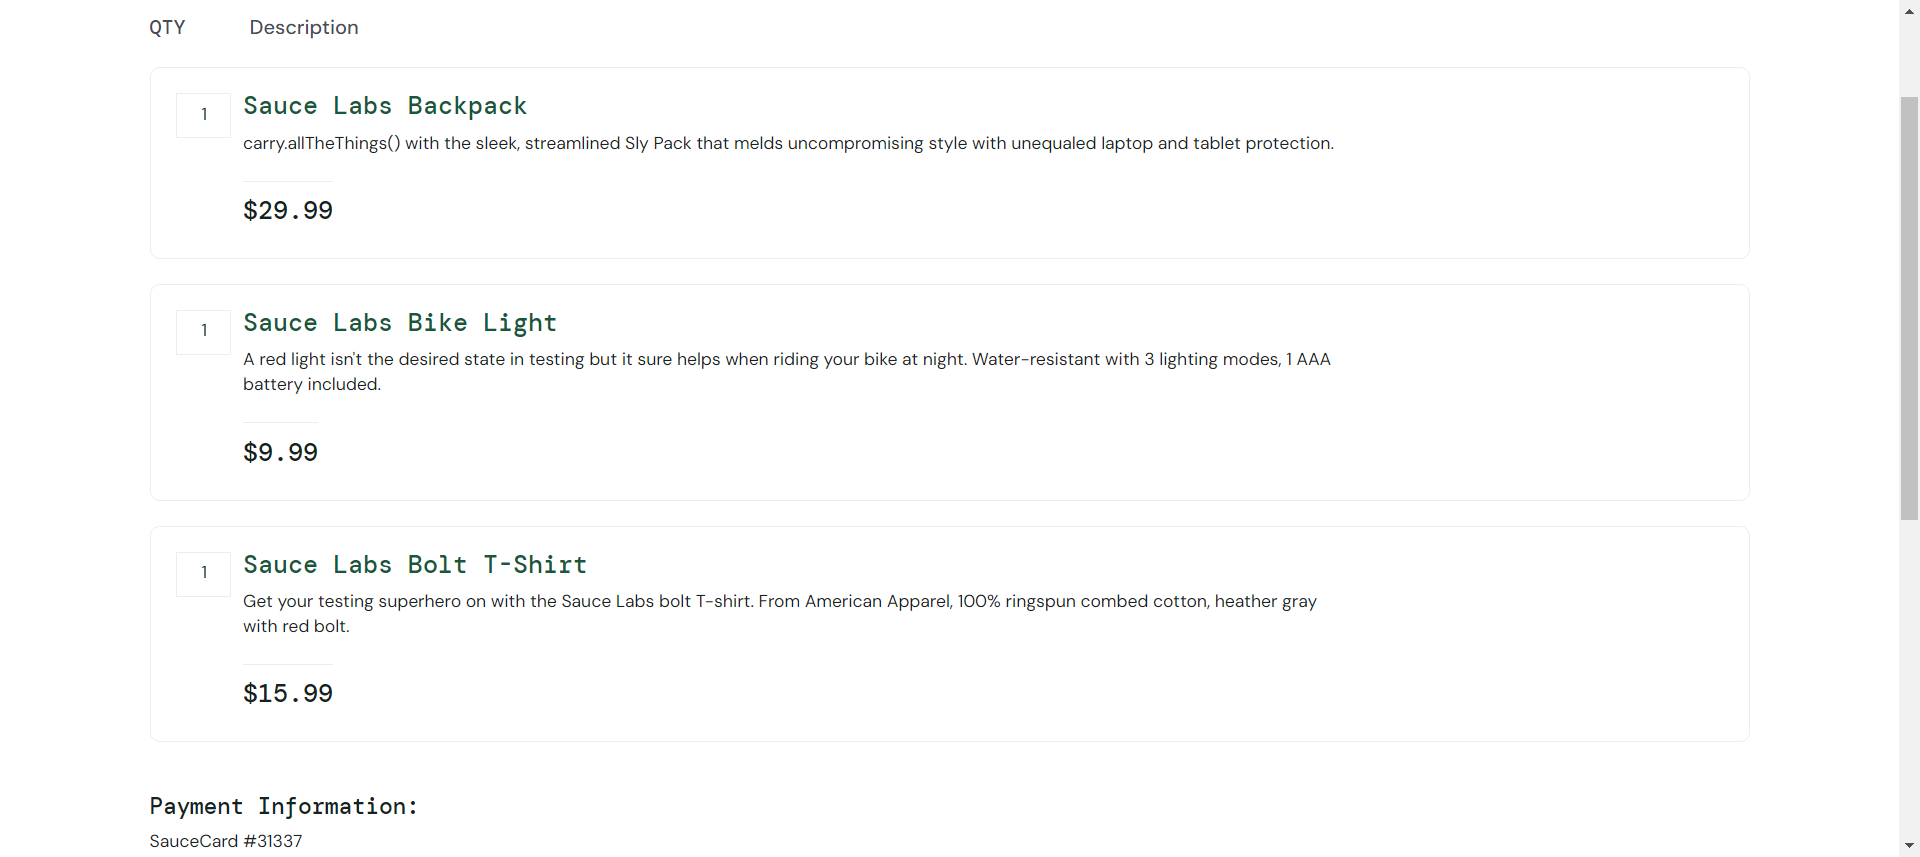 QTY Description
1 Sauce Labs Backpack
carry.allTheThings() with the sleek, streamlined Sly Pack that melds uncompromising style with unequaled laptop and tablet protection.
$29.99
1 Sauce Labs Bike Light
A red light isn't the desired state in testing but it sure helps when riding your bike at night. Water-resistant with 3 lighting modes, 1 AAA
battery included.
$9.99
1 Sauce Labs Bolt T-Shirt
Get your testing superhero on with the Sauce Labs bolt T-shirt. From American Apparel, 100% ringspun combed cotton, heather gray
with red bolt.
$15.99
Payment Information:
SauceCard #31337